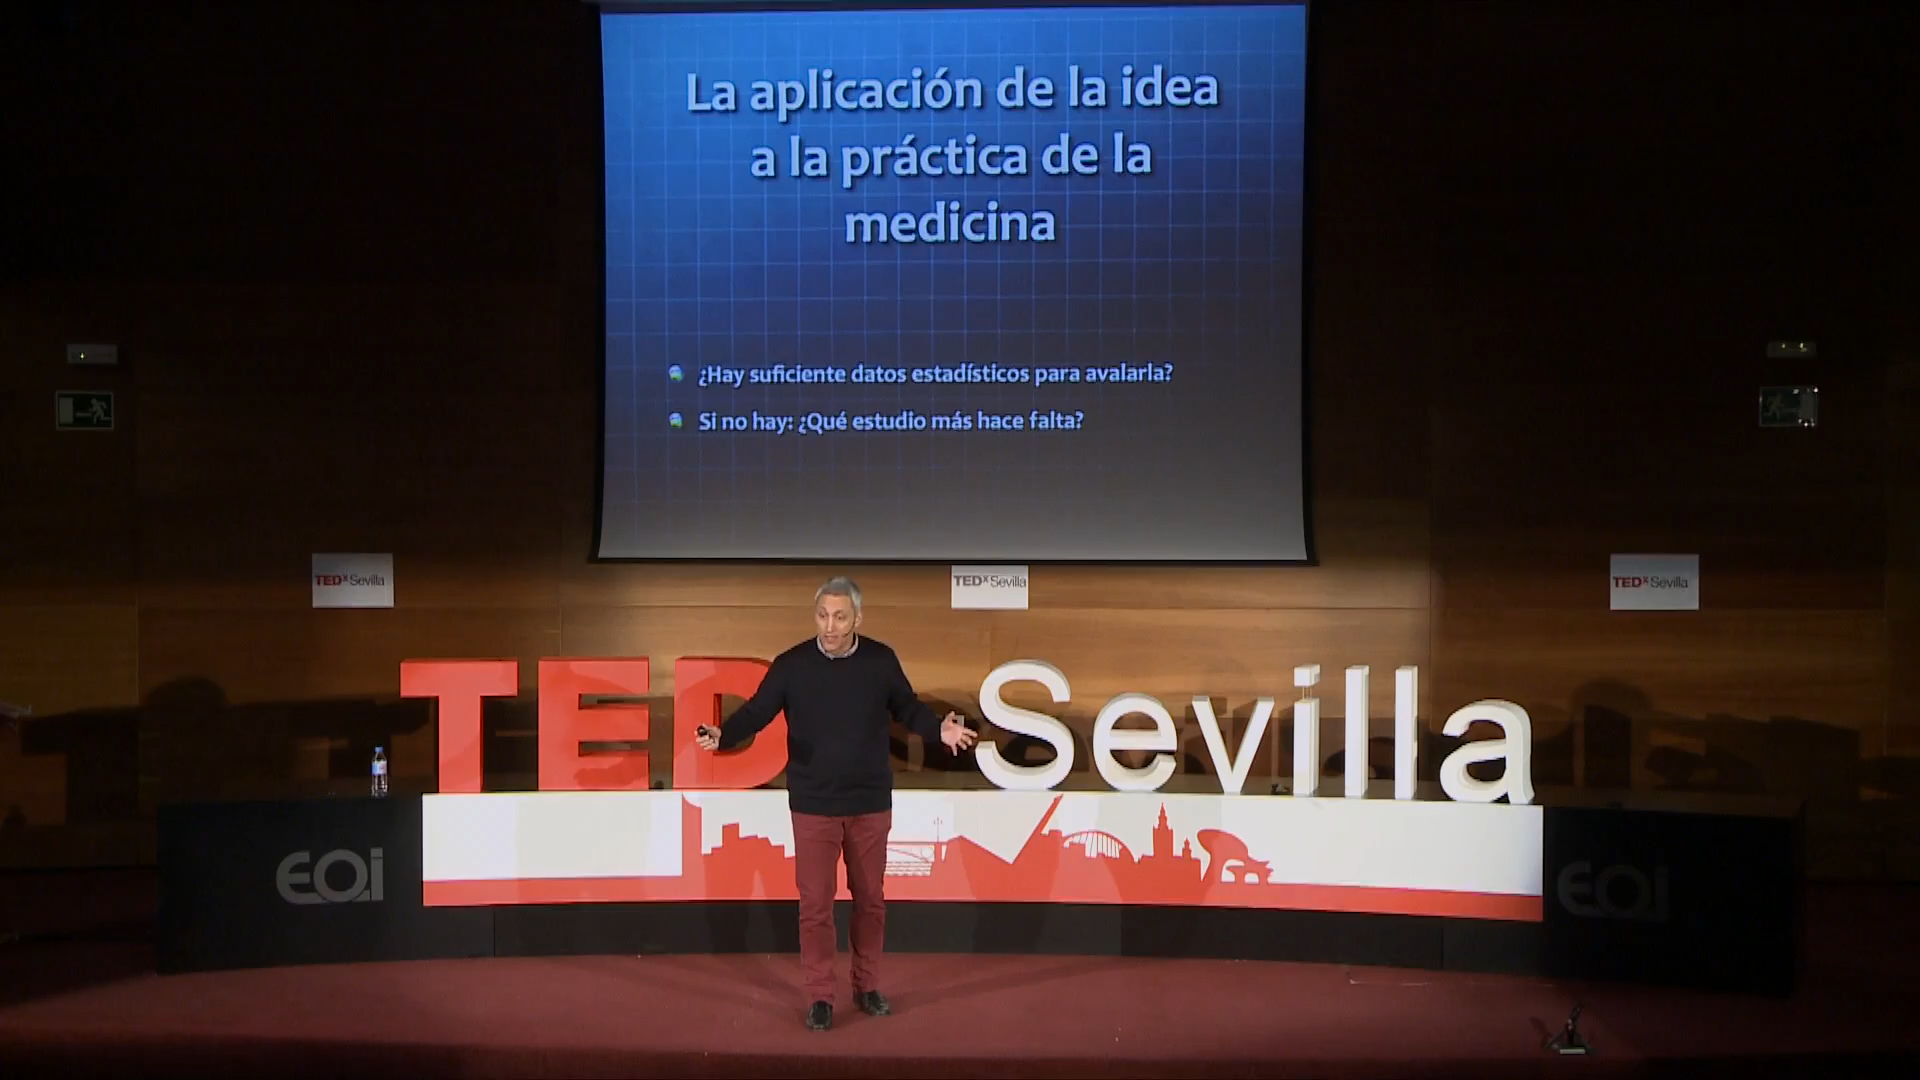 La aplicación de la idea
a la práctica de la
medicina
¿Hay suficiente datos estadísticos para avalarla?
Si no hay: ¿Qué estudio más hace falta?
TEDx Sevilla
TEDx Sevilla
TEDx Sevilla
TED Sevilla
EOi
EOi